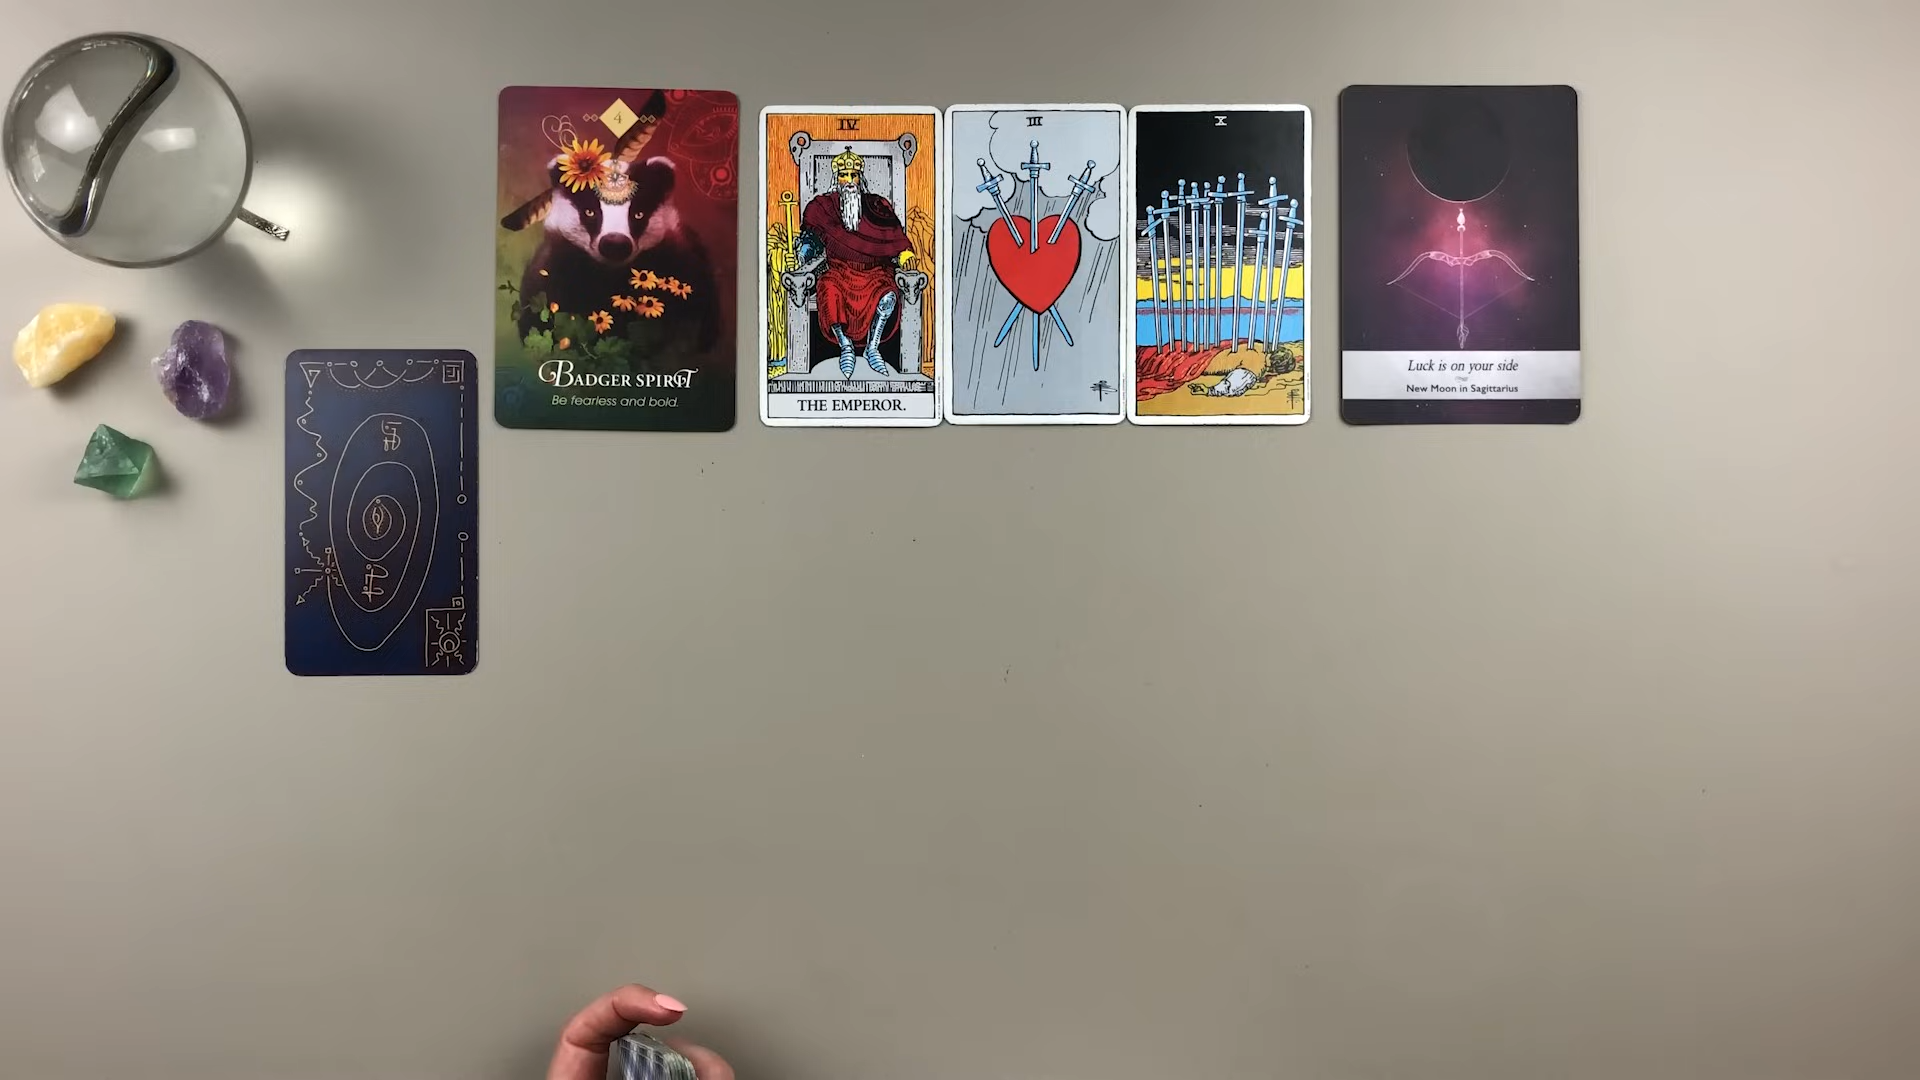 4
BADGER SPIRIT
Be fearless and bold.
IV
THE EMPEROR.
III
X
Luck is on your side
New Moon in Sagittarius